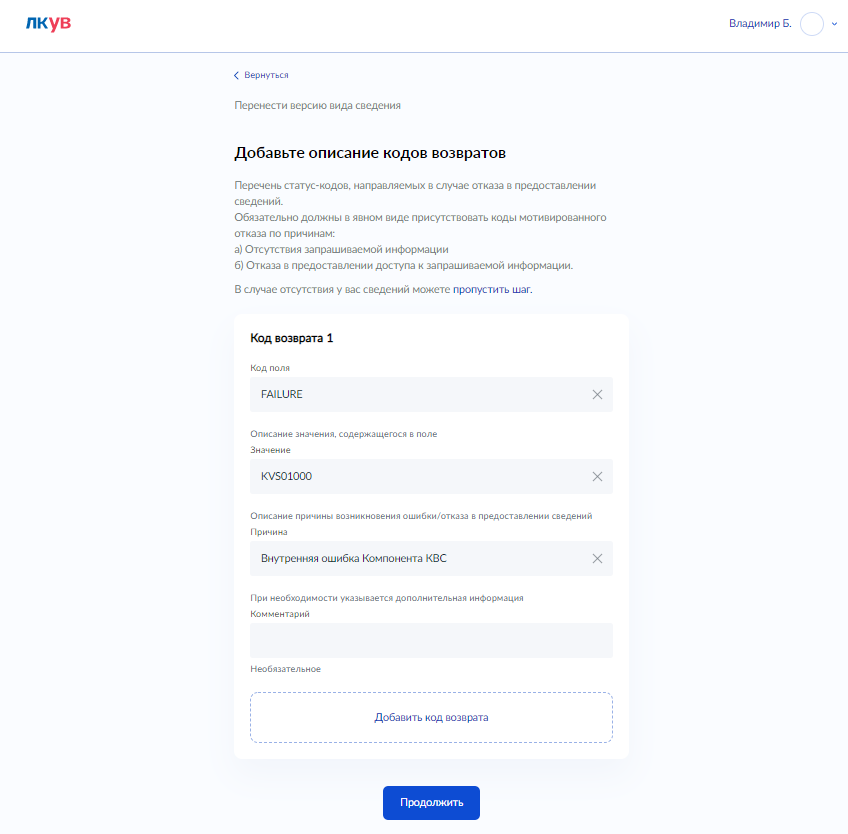 ЛКУВ
Владимир Б.
Вернуться
Перенести версию вида сведения
Добавьте описание кодов возвратов
Перечень статус-кодов, направляемых в случае отказа в предоставлении
сведений.
Обязательно должны в явном виде присутствовать коды мотивированного
отказа по причинам:
а) Отсутствия запрашиваемой информации
б) Отказа в предоставлении доступа к запрашиваемой информации.
В случае отсутствия у вас сведений можете пропустить шаг.
Код возврата 1
Код поля
FAILURE
Описание значения, содержащегося в поле
Значение
KVS01000
Описание причины возникновения ошибки/отказа в предоставлении сведений
Причина
Внутренняя ошибка Компонента КВС
При необходимости указывается дополнительная информация
Комментарий
Необязательное
Добавить код возврата
Продолжить